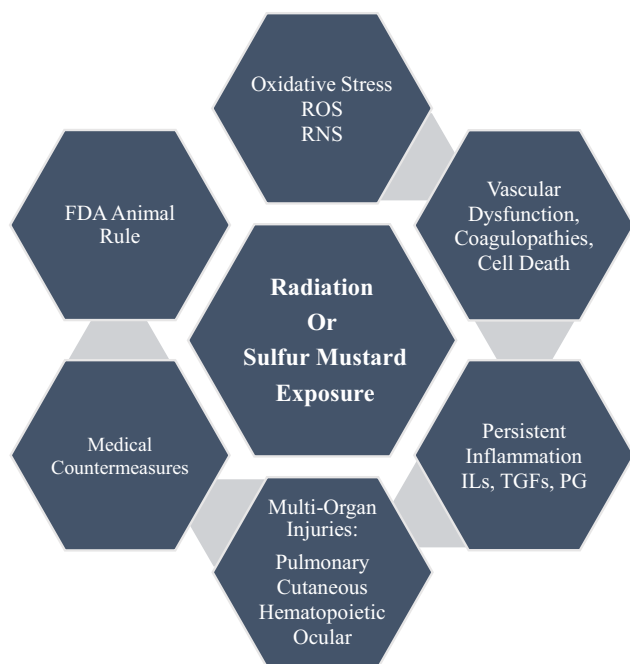 Oxidative Stress
ROS
RNS
Vascular
Dysfunction,
Coagulopathies,
Cell Death
Persistent
Inflammation
ILs, TGFs, PG
Multi-Organ
Injuries:
Pulmonary
Cutaneous
Hematopoietic
Ocular
Medical
Countermeasures
FDA Animal
Rule
Radiation
Or
Sulfur Mustard
Exposure